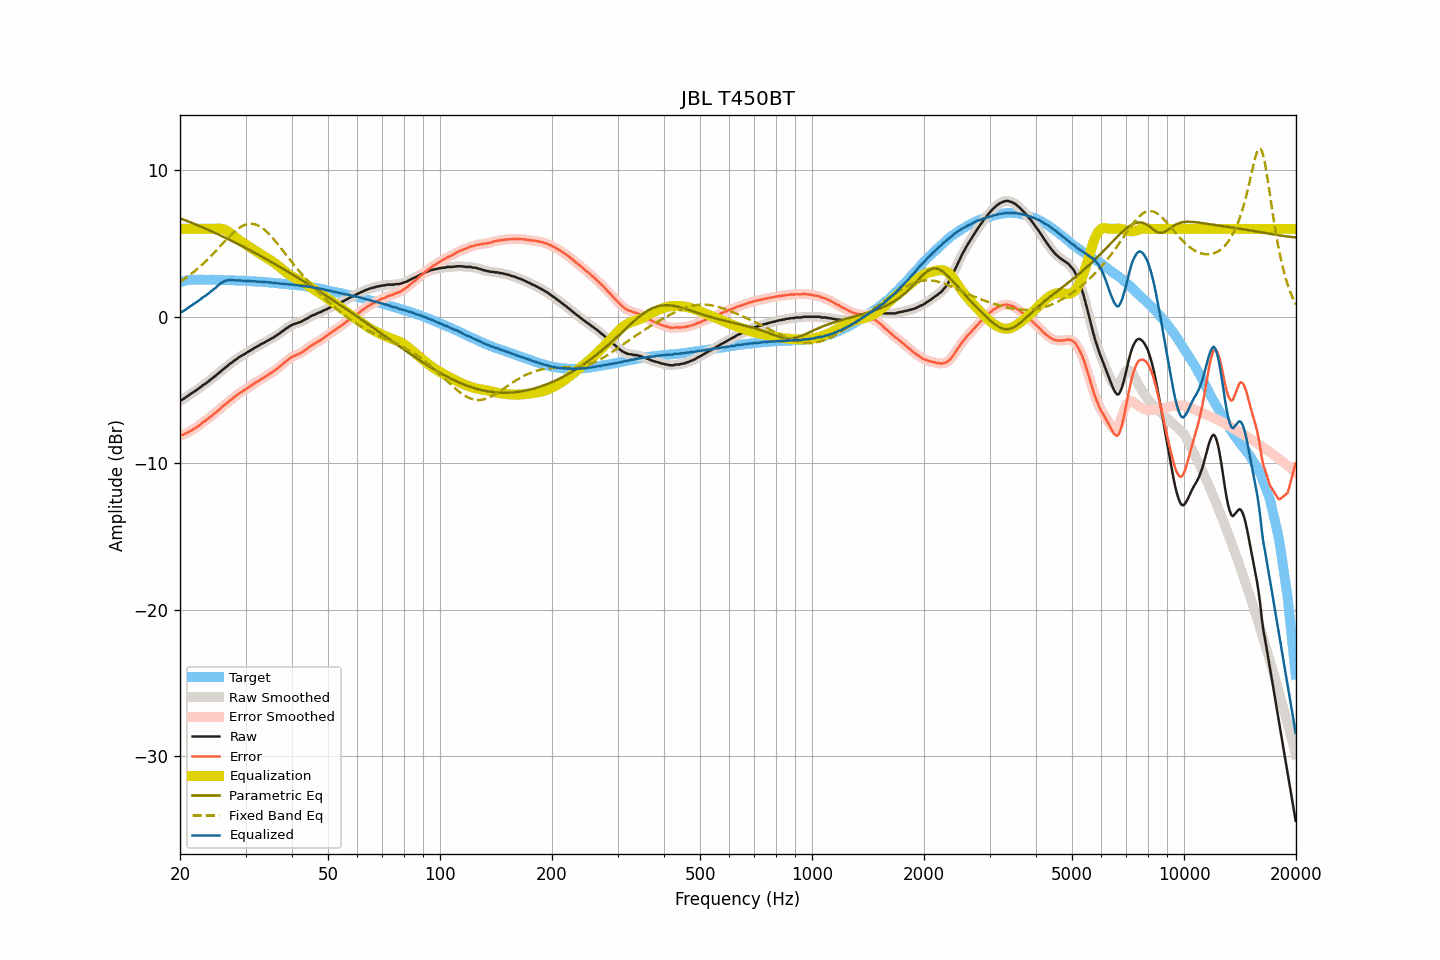 JBL T450BT
10
0
−10
−20
−30
Amplitude (dBr)
Target
Raw Smoothed
Error Smoothed
Raw
Error
Equalization
Parametric Eq
Fixed Band Eq
Equalized
20 50 100 200 500 1000 2000 5000 10000 20000
Frequency (Hz)